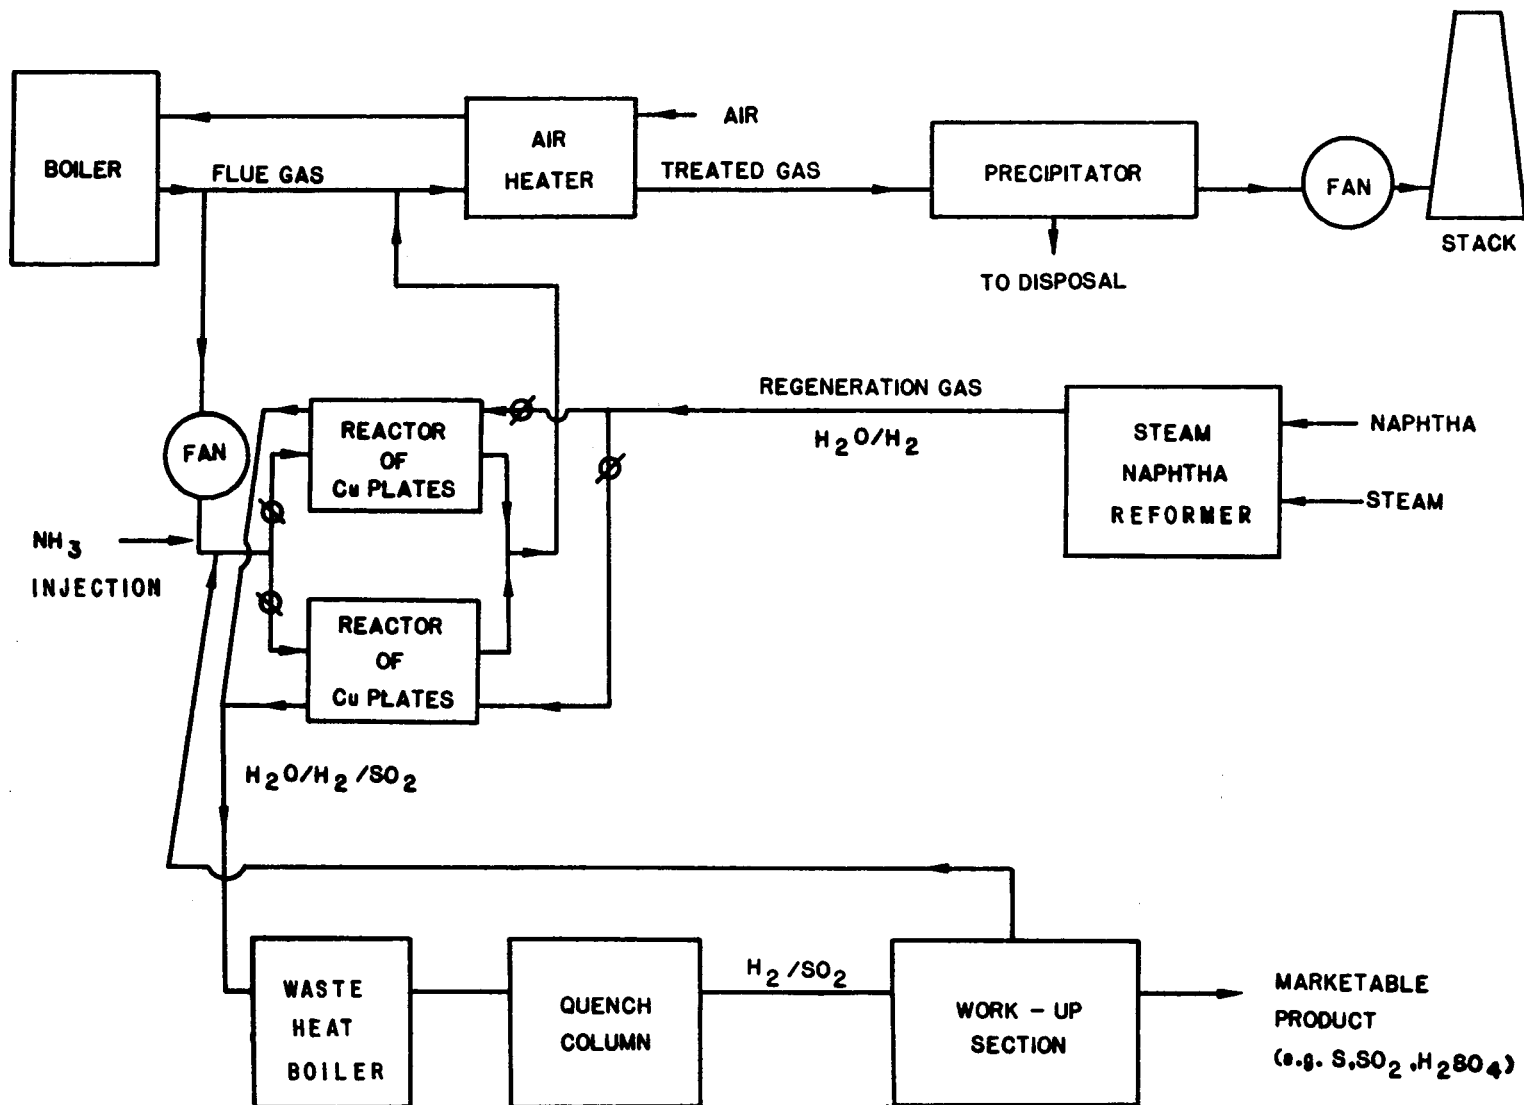 BOILER
FLUE GAS
AIR
HEATER
AIR
TREATED GAS
PRECIPITATOR
TO DISPOSAL
FAN
STACK
FAN
NH3
INJECTION
REACTOR
OF
Cu PLATES
REACTOR
OF
Cu PLATES
REGENERATION GAS
H2O/H2
STEAM
NAPHTHA
REFORMER
NAPHTHA
STEAM
H2O/H2/SO2
WASTE
HEAT
BOILER
QUENCH
COLUMN
H2/SO2
WORK-UP
SECTION
MARKETABLE
PRODUCT
(e.g. S,SO2,H2SO4)